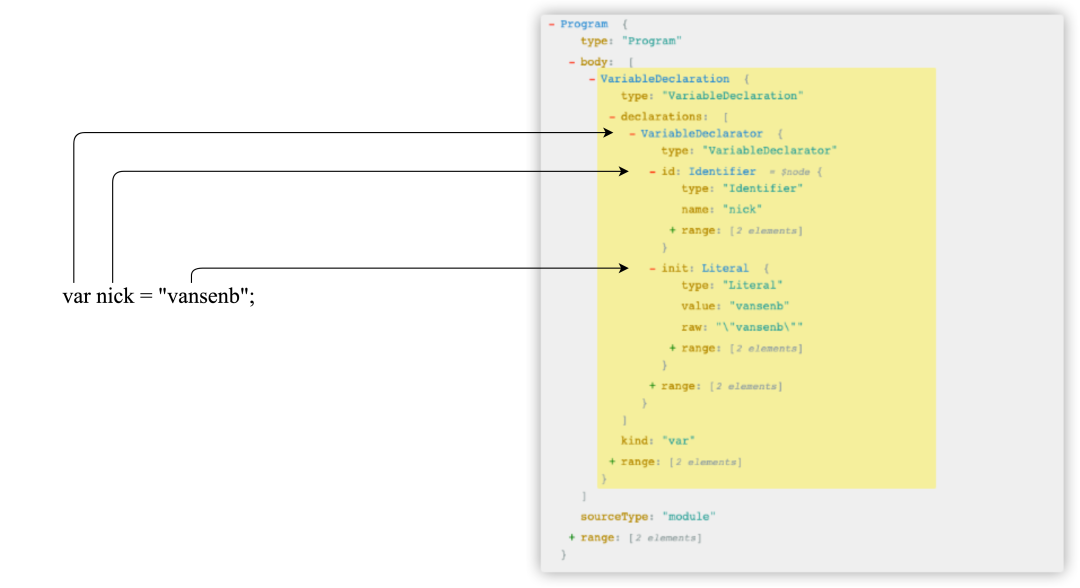 var nick = "vansenb";
- Program {
type: "Program"
- body: [
- VariableDeclaration {
type: "VariableDeclaration"
- declarations: [
- VariableDeclarator {
type: "VariableDeclarator"
- id: Identifier = $node {
type: "Identifier"
name: "nick"
+ range: [2 elements]
}
- init: Literal {
type: "Literal"
value: "vansenb"
raw: "\"vansenb\""
+ range: [2 elements]
}
+ range: [2 elements]
}
]
kind: "var"
+ range: [2 elements]
}
]
sourceType: "module"
+ range: [2 elements]
}